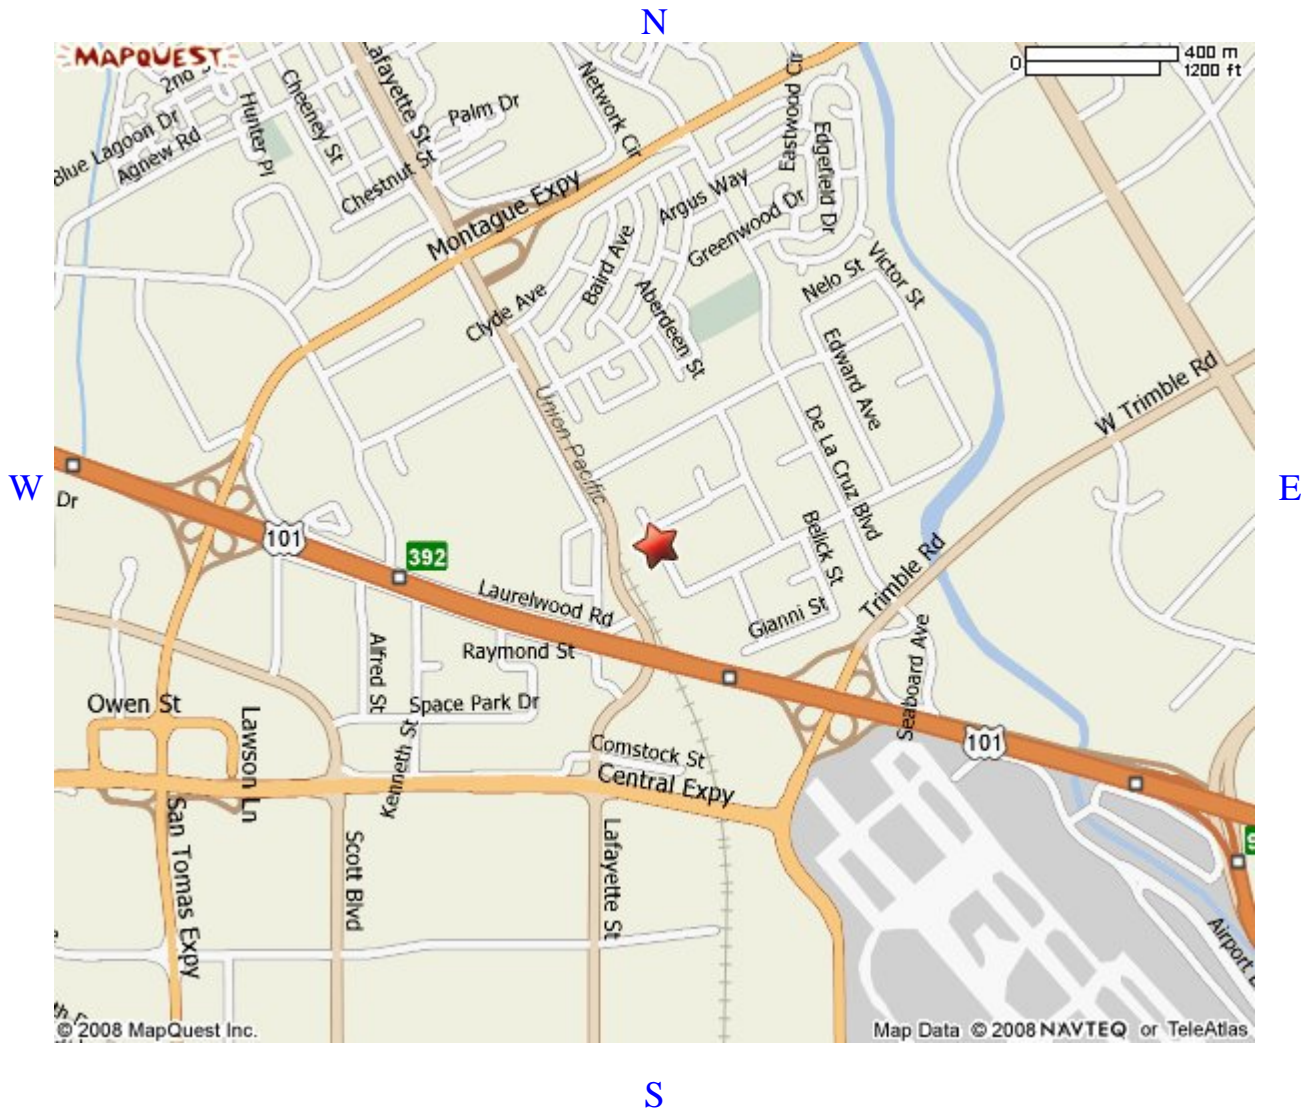 N
MAPQUEST
0
400 m
1200 ft
2nd
Blue Lagoon Dr
Agnew Rd
Hunter Pl
Cheeney St
Lafayette St
Palm Dr
Chestnut St
Network Cir
Montague Expy
Eastwood Cir
Edgefield Dr
Argus Way
Greenwood Dr
Baird Ave
Aberdeen St
Clyde Ave
Nelo St
Victor St
Edward Ave
Union Pacific
De La Cruz Blvd
W Trimble Rd
W
E
Dr
101
392
Bellick St
Trimble Rd
Laurelwood Rd
Gianni St
Alfred St
Raymond St
Seaboard Ave
Owen St
Lawson Ln
Space Park Dr
Kenneth St
Comstock St
Central Expy
101
San Tomas Expy
Scott Blvd
Lafayette St
9
Airport
© 2008 MapQuest Inc.
Map Data © 2008 NAVTEQ or TeleAtlas
S